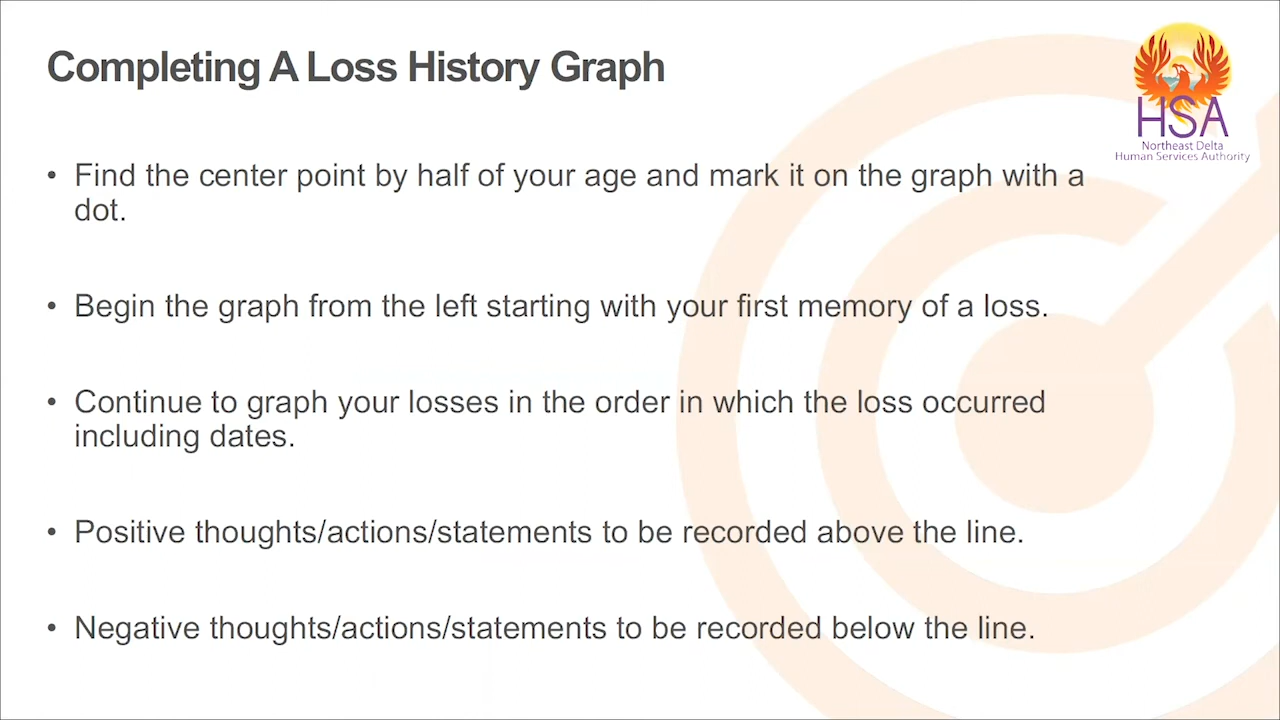 Completing A Loss History Graph
HSA
Northeast Delta
Human Services Authority
• Find the center point by half of your age and mark it on the graph with a
dot.
• Begin the graph from the left starting with your first memory of a loss.
• Continue to graph your losses in the order in which the loss occurred
including dates.
• Positive thoughts/actions/statements to be recorded above the line.
• Negative thoughts/actions/statements to be recorded below the line.